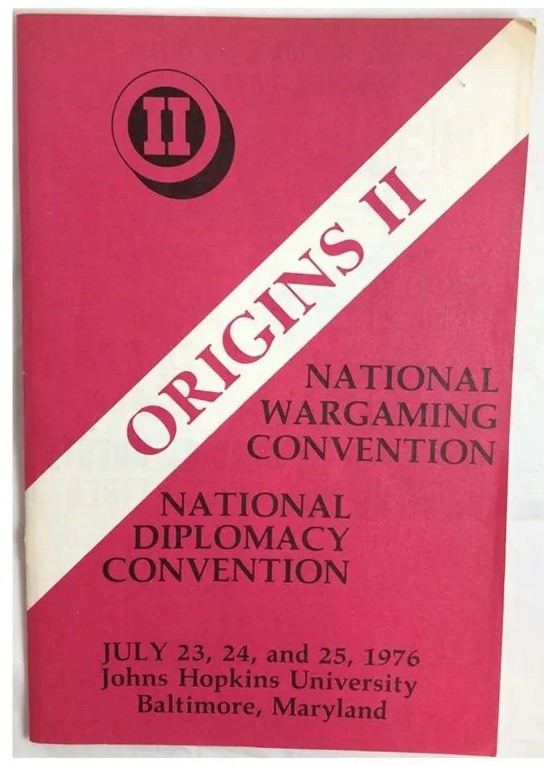 II
ORIGINS II
NATIONAL
WARGAMING
CONVENTION
NATIONAL
DIPLOMACY
CONVENTION
JULY 23, 24, and 25, 1976
Johns Hopkins University
Baltimore, Maryland